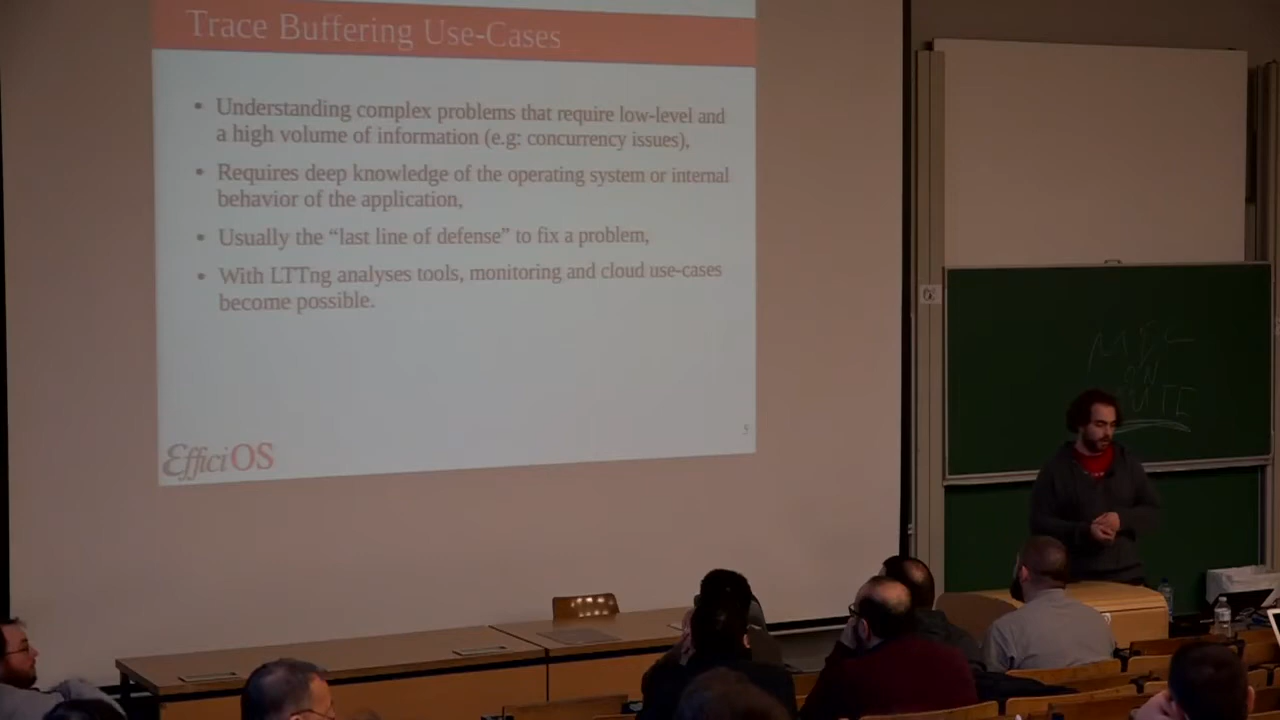 Trace Buffering Use-Cases
• Understanding complex problems that require low-level and
a high volume of information (e.g: concurrency issues),
• Requires deep knowledge of the operating system or internal
behavior of the application,
• Usually the “last line of defense” to fix a problem,
• With LTTng analyses tools, monitoring and cloud use-cases
become possible.
5
EfficiOS